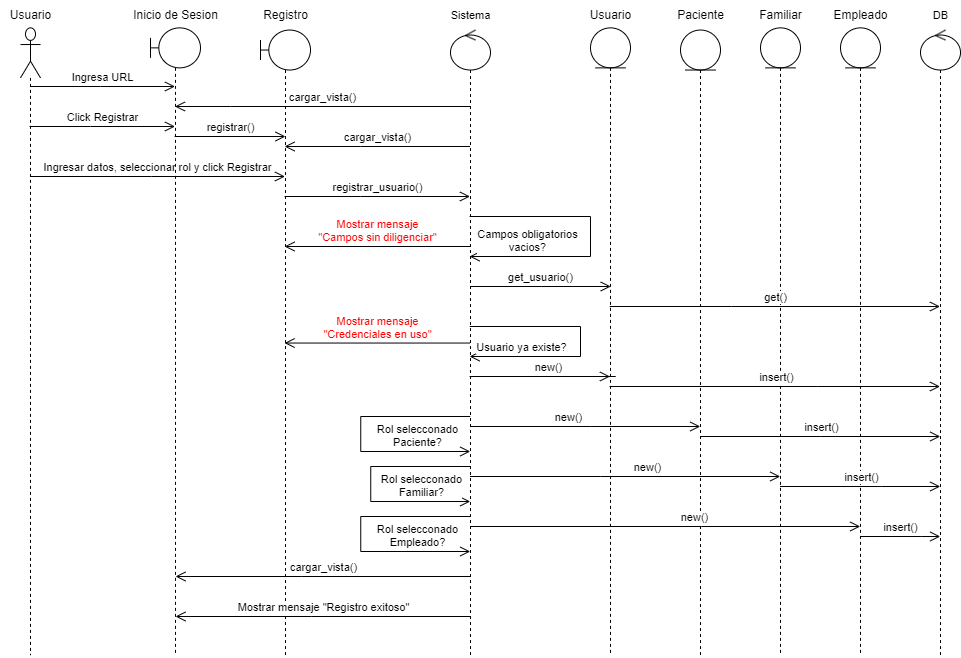 Usuario
Inicio de Sesion
Registro
Sistema
Usuario
Paciente
Familiar
Empleado
DB
Ingresa URL
cargar_vista()
Click Registrar
registrar()
cargar_vista()
Ingresar datos, seleccionar rol y click Registrar
registrar_usuario()
Mostrar mensaje
"Campos sin diligenciar"
Campos obligatorios
vacios?
get_usuario()
get()
Mostrar mensaje
"Credenciales en uso"
Usuario ya existe?
new()
insert()
Rol selecconado
Paciente?
new()
insert()
Rol selecconado
Familiar?
new()
insert()
Rol selecconado
Empleado?
new()
insert()
cargar_vista()
Mostrar mensaje "Registro exitoso"